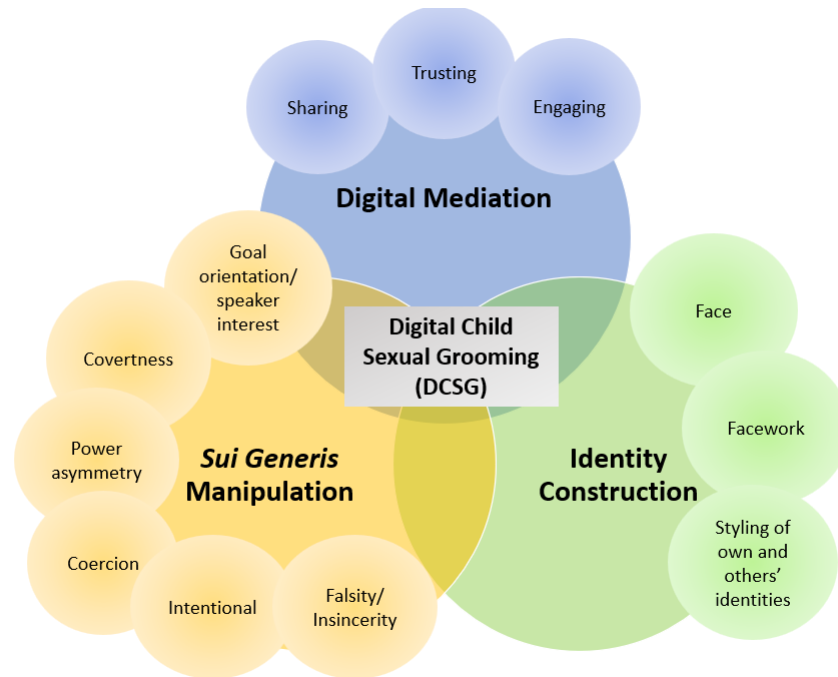 Trusting
Sharing
Engaging
Digital Mediation
Goal
orientation/
speaker
interest
Face
Digital Child
Sexual Grooming
(DCSG)
Covertness
Facework
Power
asymmetry
Sui Generis
Manipulation
Identity
Construction
Styling of
own and
others’
identities
Coercion
Intentional
Falsity/
Insincerity